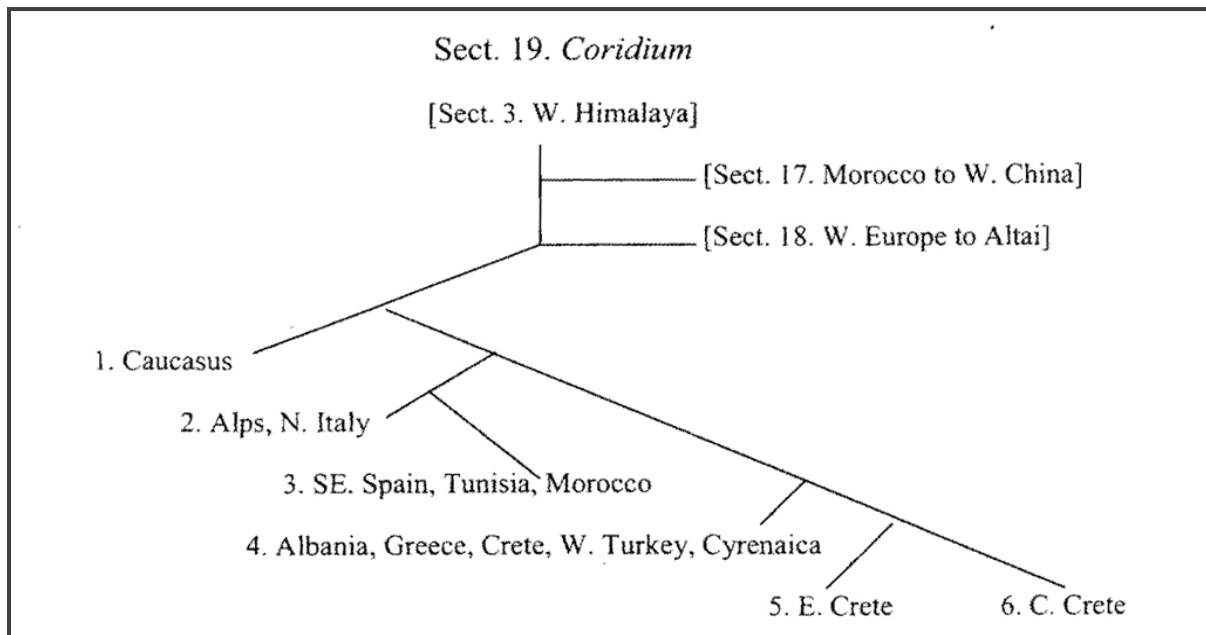 Sect. 19. Coridium
[Sect. 3. W. Himalaya]
[Sect. 17. Morocco to W. China]
[Sect. 18. W. Europe to Altai]
1. Caucasus
2. Alps, N. Italy
3. SE. Spain, Tunisia, Morocco
4. Albania, Greece, Crete, W. Turkey, Cyrenaica
5. E. Crete 6. C. Crete